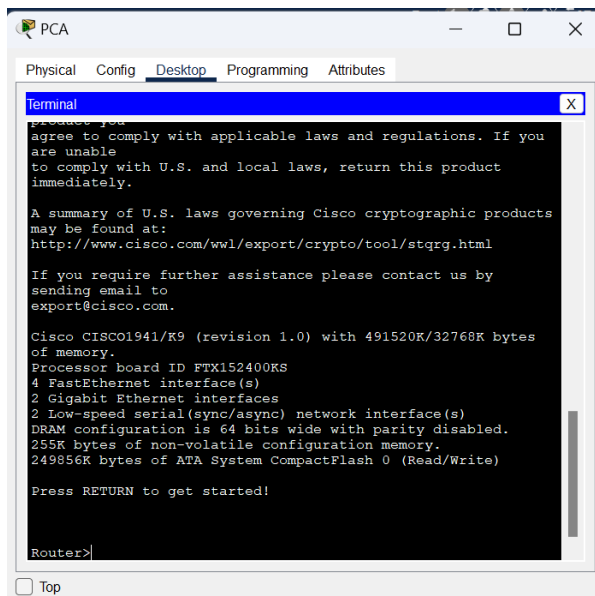 PCA
Physical Config Desktop Programming Attributes
Terminal
X
product you
agree to comply with applicable laws and regulations. If you
are unable
to comply with U.S. and local laws, return this product
immediately.
A summary of U.S. laws governing Cisco cryptographic products
may be found at:
http://www.cisco.com/wwl/export/crypto/tool/stqrg.html
If you require further assistance please contact us by
sending email to
export@cisco.com.
Cisco CISCO1941/K9 (revision 1.0) with 491520K/32768K bytes
of memory.
Processor board ID FTX152400KS
4 FastEthernet interface(s)
2 Gigabit Ethernet interfaces
2 Low-speed serial(sync/async) network interface(s)
DRAM configuration is 64 bits wide with parity disabled.
255K bytes of non-volatile configuration memory.
249856K bytes of ATA System CompactFlash 0 (Read/Write)
Press RETURN to get started!
Router>
Top